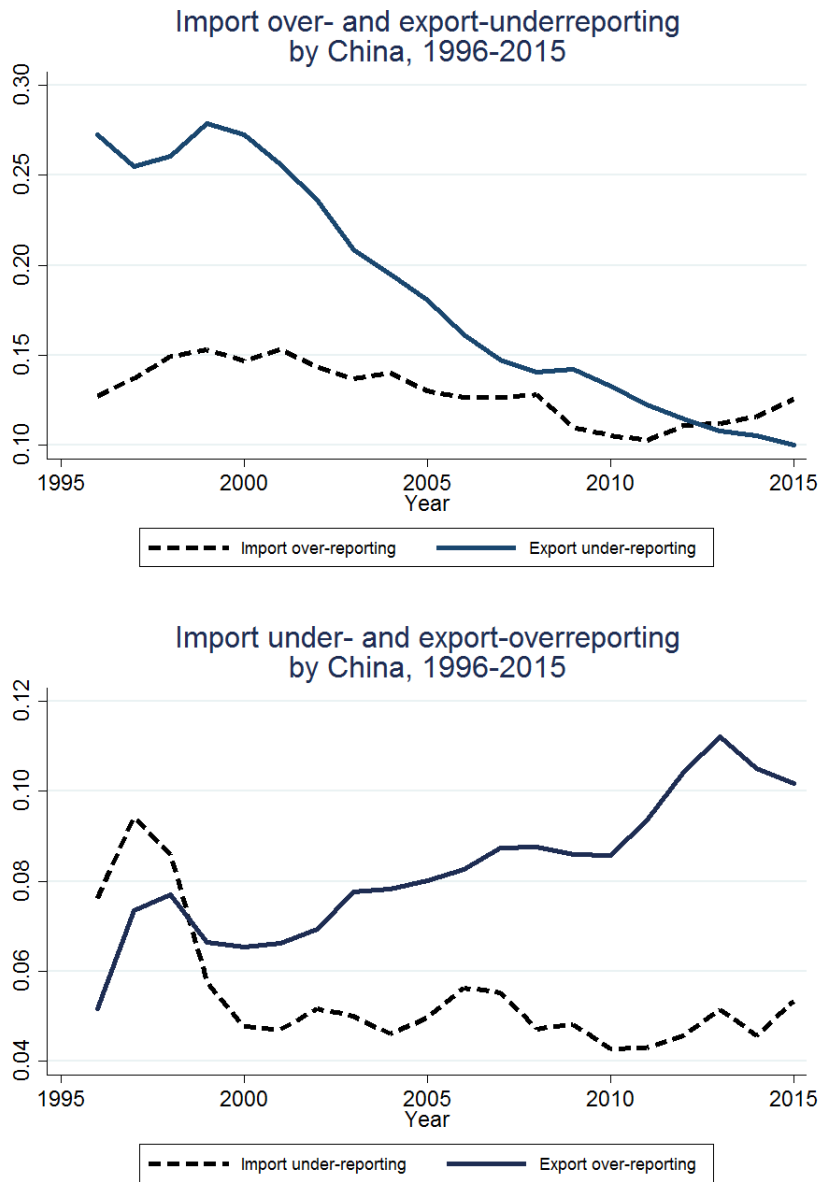 Import over- and export-underreporting
by China, 1996-2015
0.30
0.25
0.20
0.15
0.10
1995 2000 2005 2010 2015
Year
Import over-reporting Export under-reporting
Import under- and export-overreporting
by China, 1996-2015
0.12
0.10
0.08
0.06
0.04
1995 2000 2005 2010 2015
Year
Import under-reporting Export over-reporting